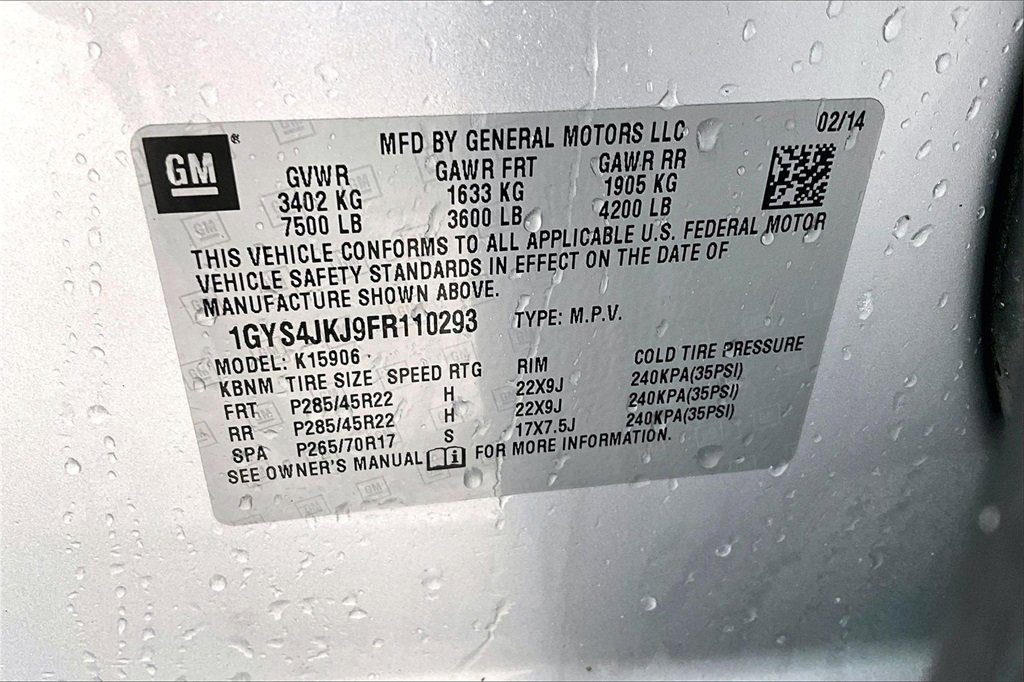 GM
MFD BY GENERAL MOTORS LLC 02/14
GVWR GAWR FRT GAWR RR
3402 KG 1633 KG 1905 KG
7500 LB 3600 LB 4200 LB
THIS VEHICLE CONFORMS TO ALL APPLICABLE U.S. FEDERAL MOTOR
VEHICLE SAFETY STANDARDS IN EFFECT ON THE DATE OF
MANUFACTURE SHOWN ABOVE.
1GYS4JKJ9FR110293 TYPE: M.P.V.
MODEL: K15906
KBNM TIRE SIZE SPEED RTG RIM COLD TIRE PRESSURE
FRT P285/45R22 H 22X9J 240KPA(35PSI)
RR P285/45R22 H 22X9J 240KPA(35PSI)
SPA P265/70R17 S 17X7.5J 240KPA(35PSI)
SEE OWNER'S MANUAL FOR MORE INFORMATION.